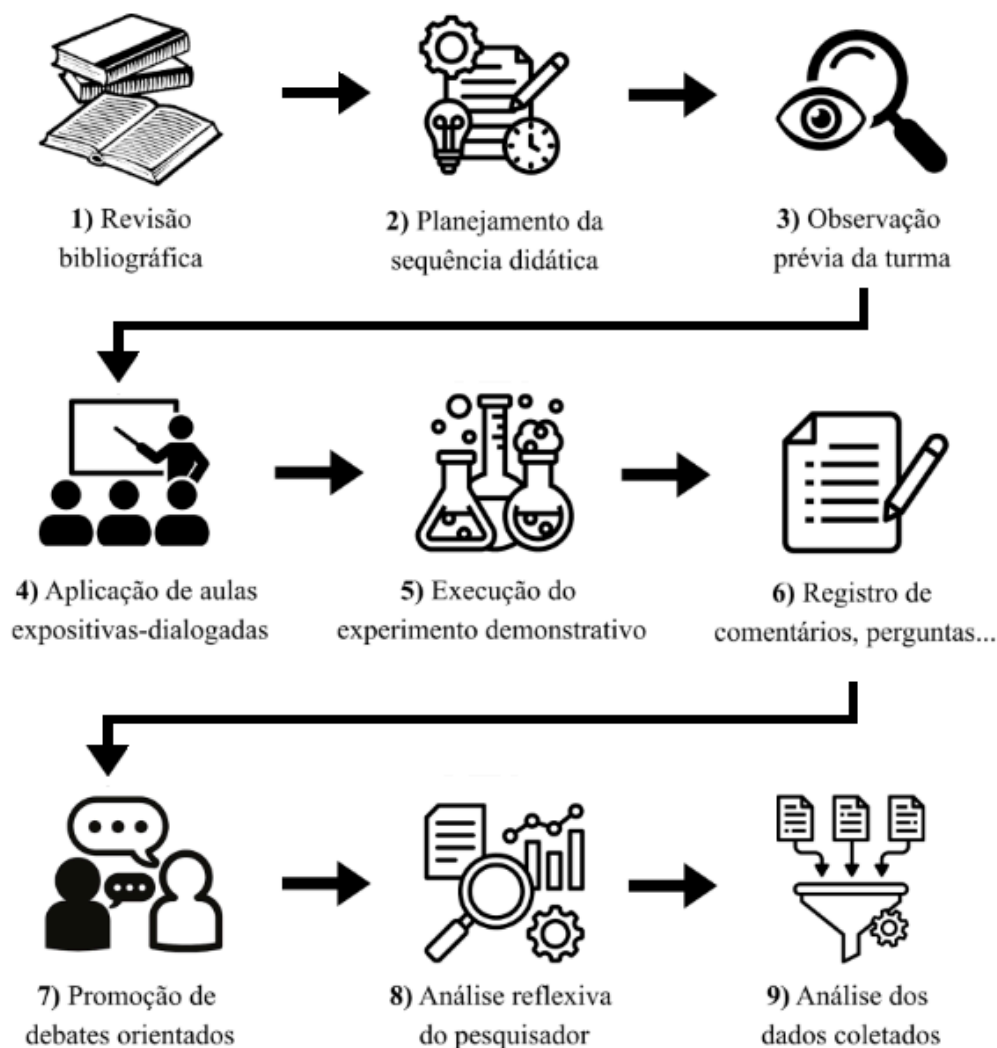 1) Revisão
bibliográfica
2) Planejamento da
sequência didática
3) Observação
prévia da turma
4) Aplicação de aulas
expositivas-dialogadas
5) Execução do
experimento demonstrativo
6) Registro de
comentários, perguntas...
7) Promoção de
debates orientados
8) Análise reflexiva
do pesquisador
9) Análise dos
dados coletados